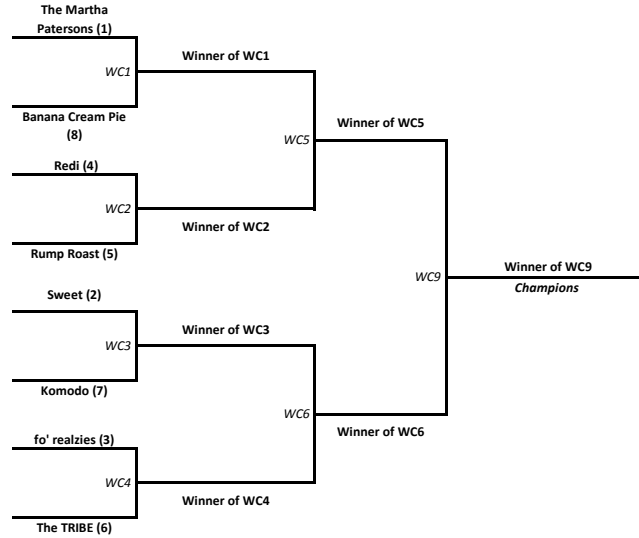 The Martha
Patersons (1)
WC1
Winner of WC1
Banana Cream Pie
(8)
WC5
Winner of WC5
Redi (4)
WC2
Winner of WC2
Rump Roast (5)
WC9
Winner of WC9
Champions
Sweet (2)
WC3
Winner of WC3
Komodo (7)
WC6
Winner of WC6
fo' realzies (3)
WC4
Winner of WC4
The TRIBE (6)